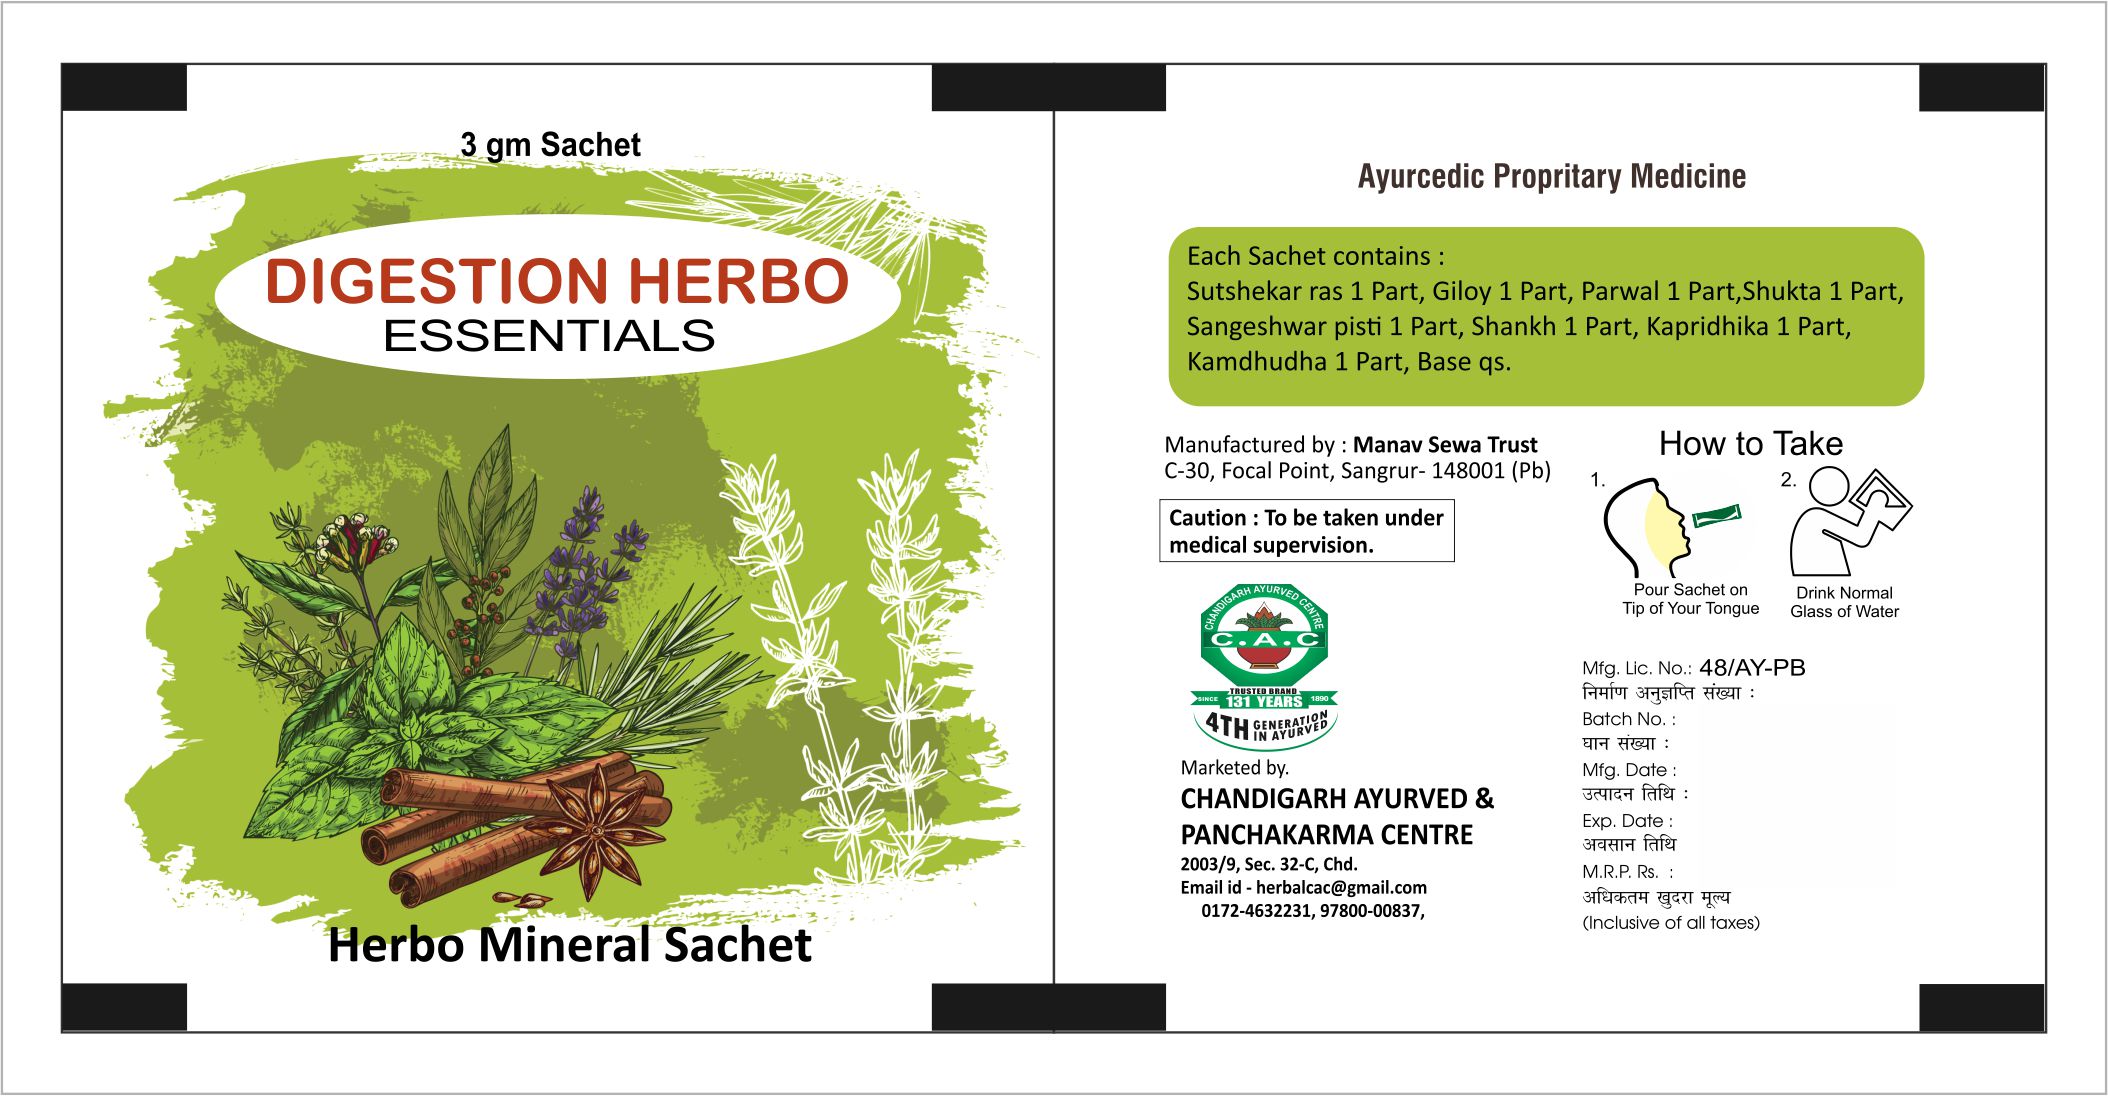 3 gm Sachet
DIGESTION HERBO
ESSENTIALS
Herbo Mineral Sachet
Ayurcedic Propritary Medicine
Each Sachet contains :
Sutshekar ras 1 Part, Giloy 1 Part, Parwal 1 Part,Shukta 1 Part,
Sangeshwar pisti 1 Part, Shankh 1 Part, Kapridhika 1 Part,
Kamdhudha 1 Part, Base qs.
Manufactured by : Manav Sewa Trust
C-30, Focal Point, Sangrur- 148001 (Pb)
Caution : To be taken under
medical supervision.
CHANDIGARH AYURVED CENTRE
C.A.C
TRUSTED BRAND
SINCE 131 YEARS 1890
4TH GENERATION
IN AYURVED
Marketed by.
CHANDIGARH AYURVED &
PANCHAKARMA CENTRE
2003/9, Sec. 32-C, Chd.
Email id - herbalcac@gmail.com
0172-4632231, 97800-00837,
How to Take
1.
2.
Pour Sachet on
Tip of Your Tongue
Drink Normal
Glass of Water
Mfg. Lic. No.: 48/AY-PB
निर्माण अनुज्ञप्ति संख्या :
Batch No. :
घान संख्या :
Mfg. Date :
उत्पादन तिथि :
Exp. Date :
अवसान तिथि
M.R.P. Rs. :
अधिकतम खुदरा मूल्य
(Inclusive of all taxes)